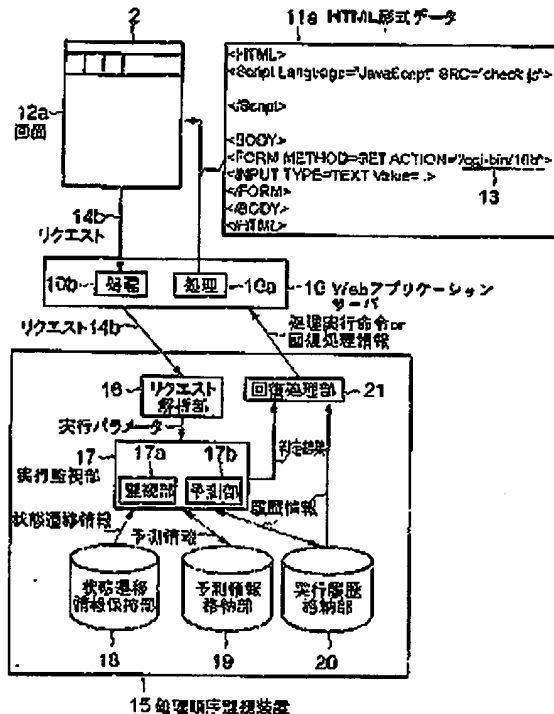 2
11a HTML形式データ
<HTML>
<Script Language="JavaScript" SRC="check.js">
</Script>
<BODY>
<FORM METHOD=GET ACTION="/cgi-bin/10b">
<INPUT TYPE=TEXT Value=..>
</FORM>
</BODY>
</HTML>
13
12a
画面
14b
リクエスト
10b
処理
処理
10a
10 Webアプリケーション
サーバ
リクエスト14b
処理実行命令or
回復処理情報
16
リクエスト
解析部
回復処理部
21
実行パラメータ
17
17a
17b
実行監視部
監視部
予測部
判定結果
状態遷移情報
予測情報
履歴情報
状態遷移
情報保持部
予測情報
格納部
実行履歴
格納部
18
19
20
15 処理順序監視装置